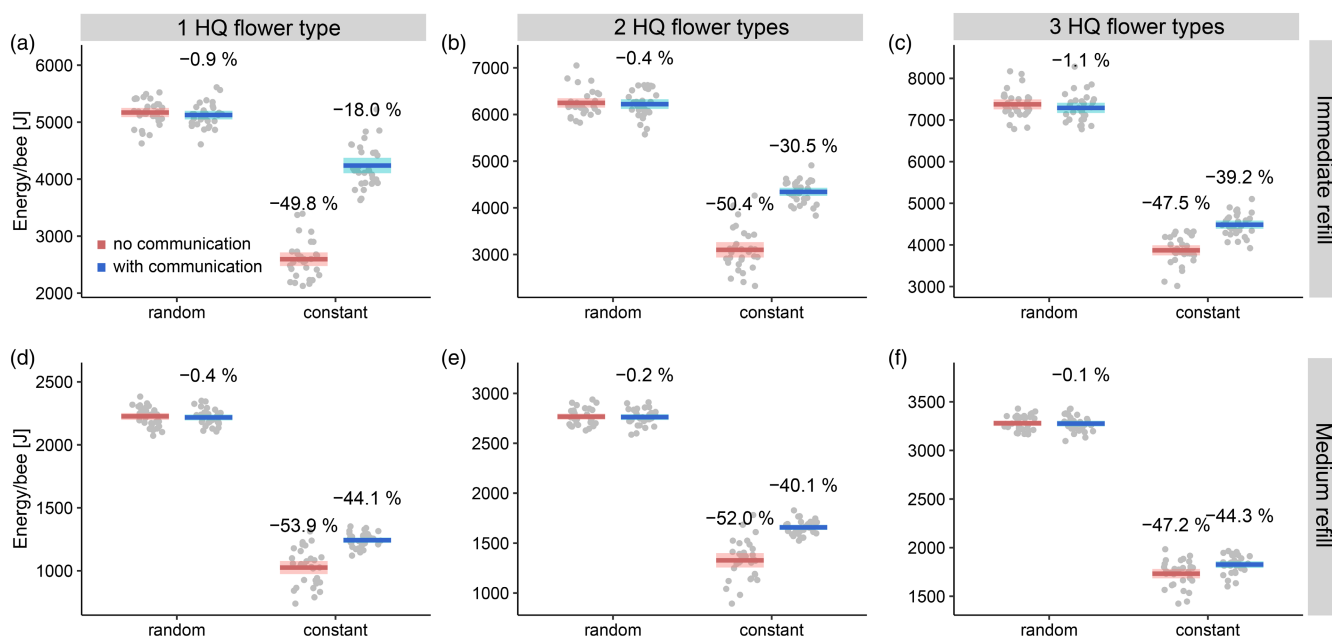 1 HQ flower type
2 HQ flower types
3 HQ flower types
(a)
Energy/bee [J]
6000
5000
4000
3000
2000
−0.9 %
−18.0 %
−49.8 %
no communication
with communication
random
constant
(b)
7000
6000
5000
4000
3000
−0.4 %
−30.5 %
−50.4 %
random
constant
(c)
8000
7000
6000
5000
4000
3000
−1.1 %
−39.2 %
−47.5 %
random
constant
Immediate refill
(d)
Energy/bee [J]
2500
2000
1500
1000
−0.4 %
−44.1 %
−53.9 %
random
constant
(e)
3000
2500
2000
1500
1000
−0.2 %
−40.1 %
−52.0 %
random
constant
(f)
3500
3000
2500
2000
1500
−0.1 %
−47.2 %
−44.3 %
random
constant
Medium refill